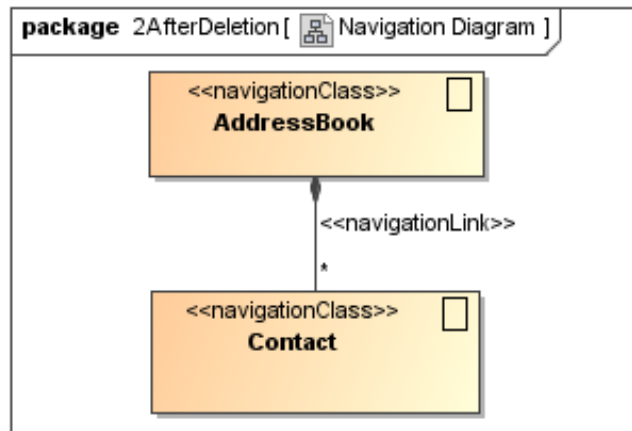 package 2AfterDeletion [ Navigation Diagram ]
<<navigationClass>>
AddressBook
<<navigationLink>>
*
<<navigationClass>>
Contact